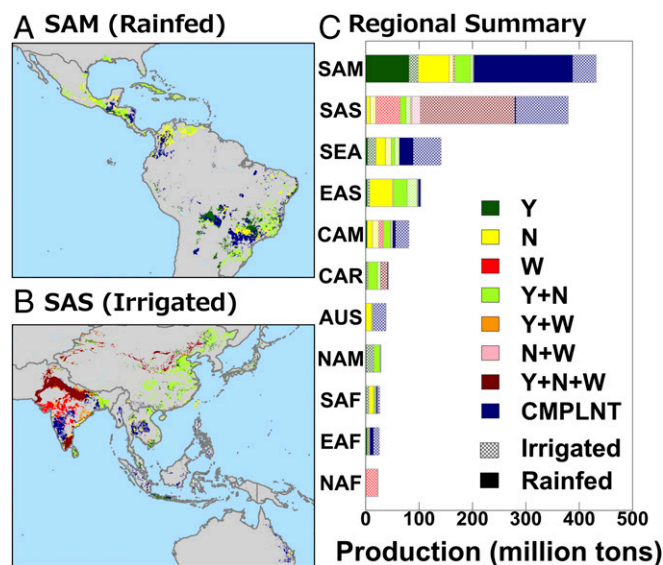 A SAM (Rainfed)
B SAS (Irrigated)
C Regional Summary
SAM
SAS
SEA
EAS
CAM
CAR
AUS
NAM
SAF
EAF
NAF
Y
N
W
Y+N
Y+W
N+W
Y+N+W
CMPLNT
Irrigated
Rainfed
0 100 200 300 400 500
Production (million tons)